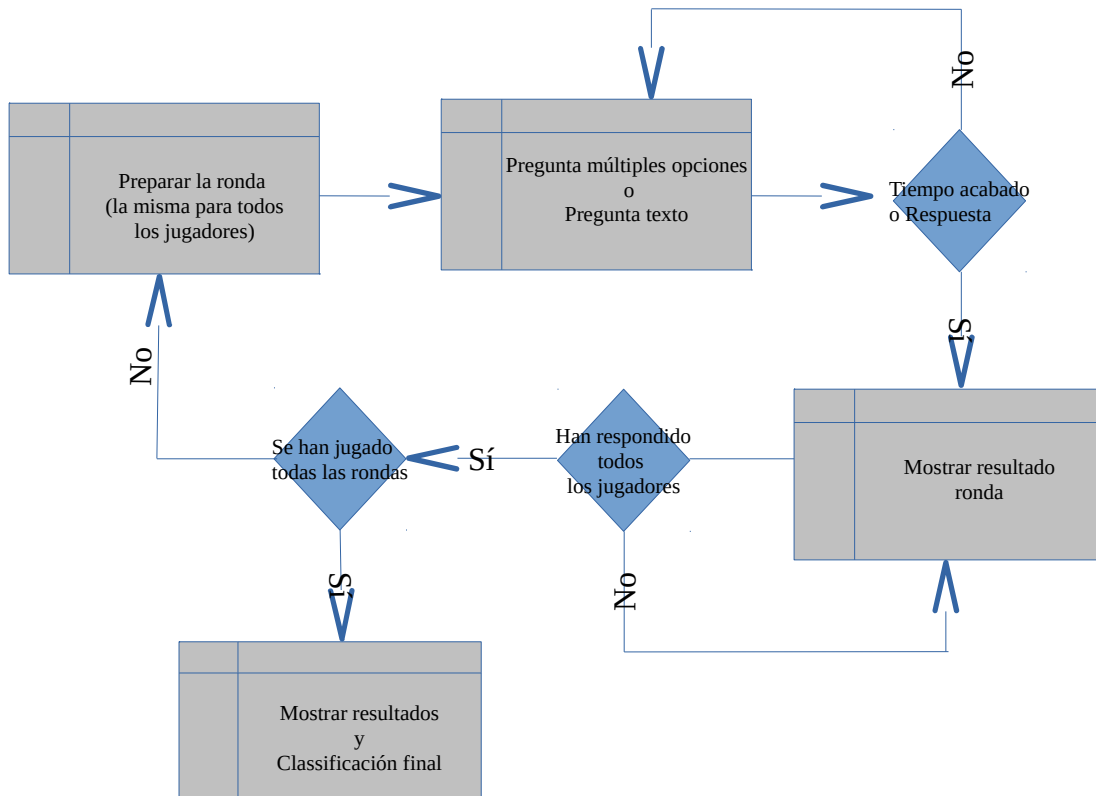 No
Preparar la ronda
(la misma para todos
los jugadores)
Pregunta múltiples opciones
o
Pregunta texto
Tiempo acabado
o Respuesta
Sí
No
Se han jugado
todas las rondas
Sí
Han respondido
todos
los jugadores
Mostrar resultado
ronda
Sí
No
Mostrar resultados
y
Classificación final